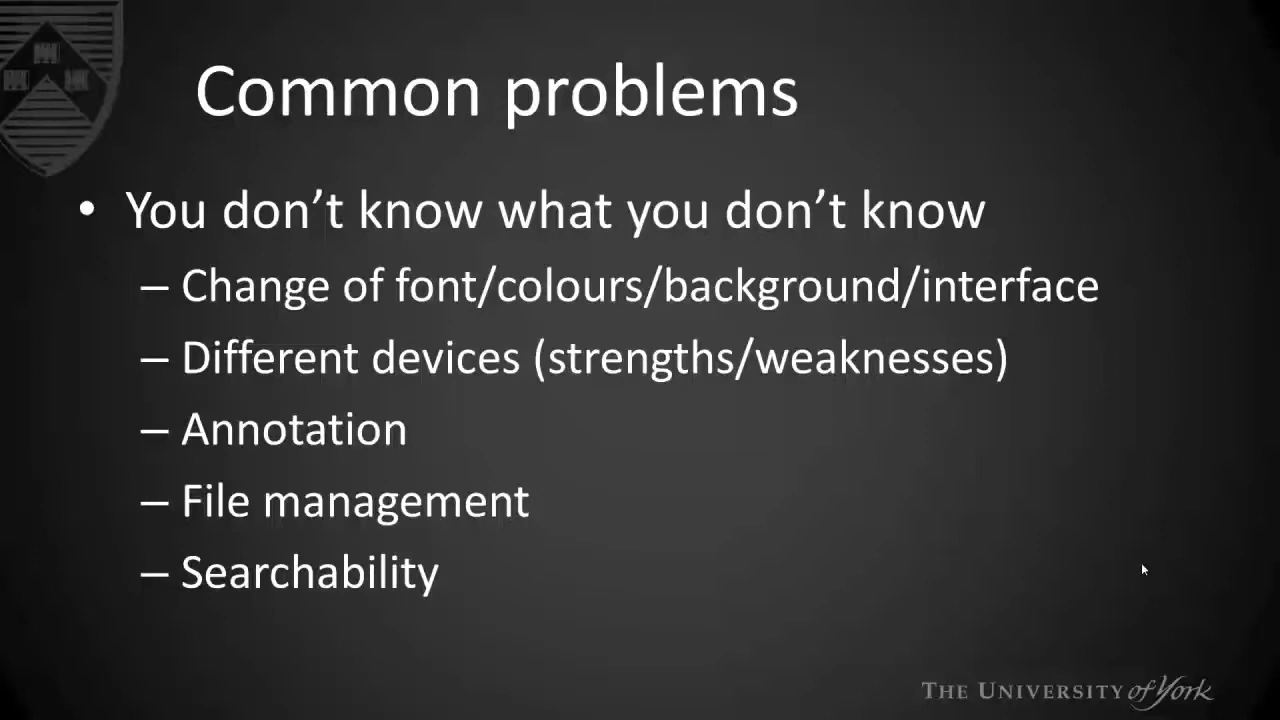 Common problems
• You don’t know what you don’t know
– Change of font/colours/background/interface
– Different devices (strengths/weaknesses)
– Annotation
– File management
– Searchability
THE UNIVERSITY of York